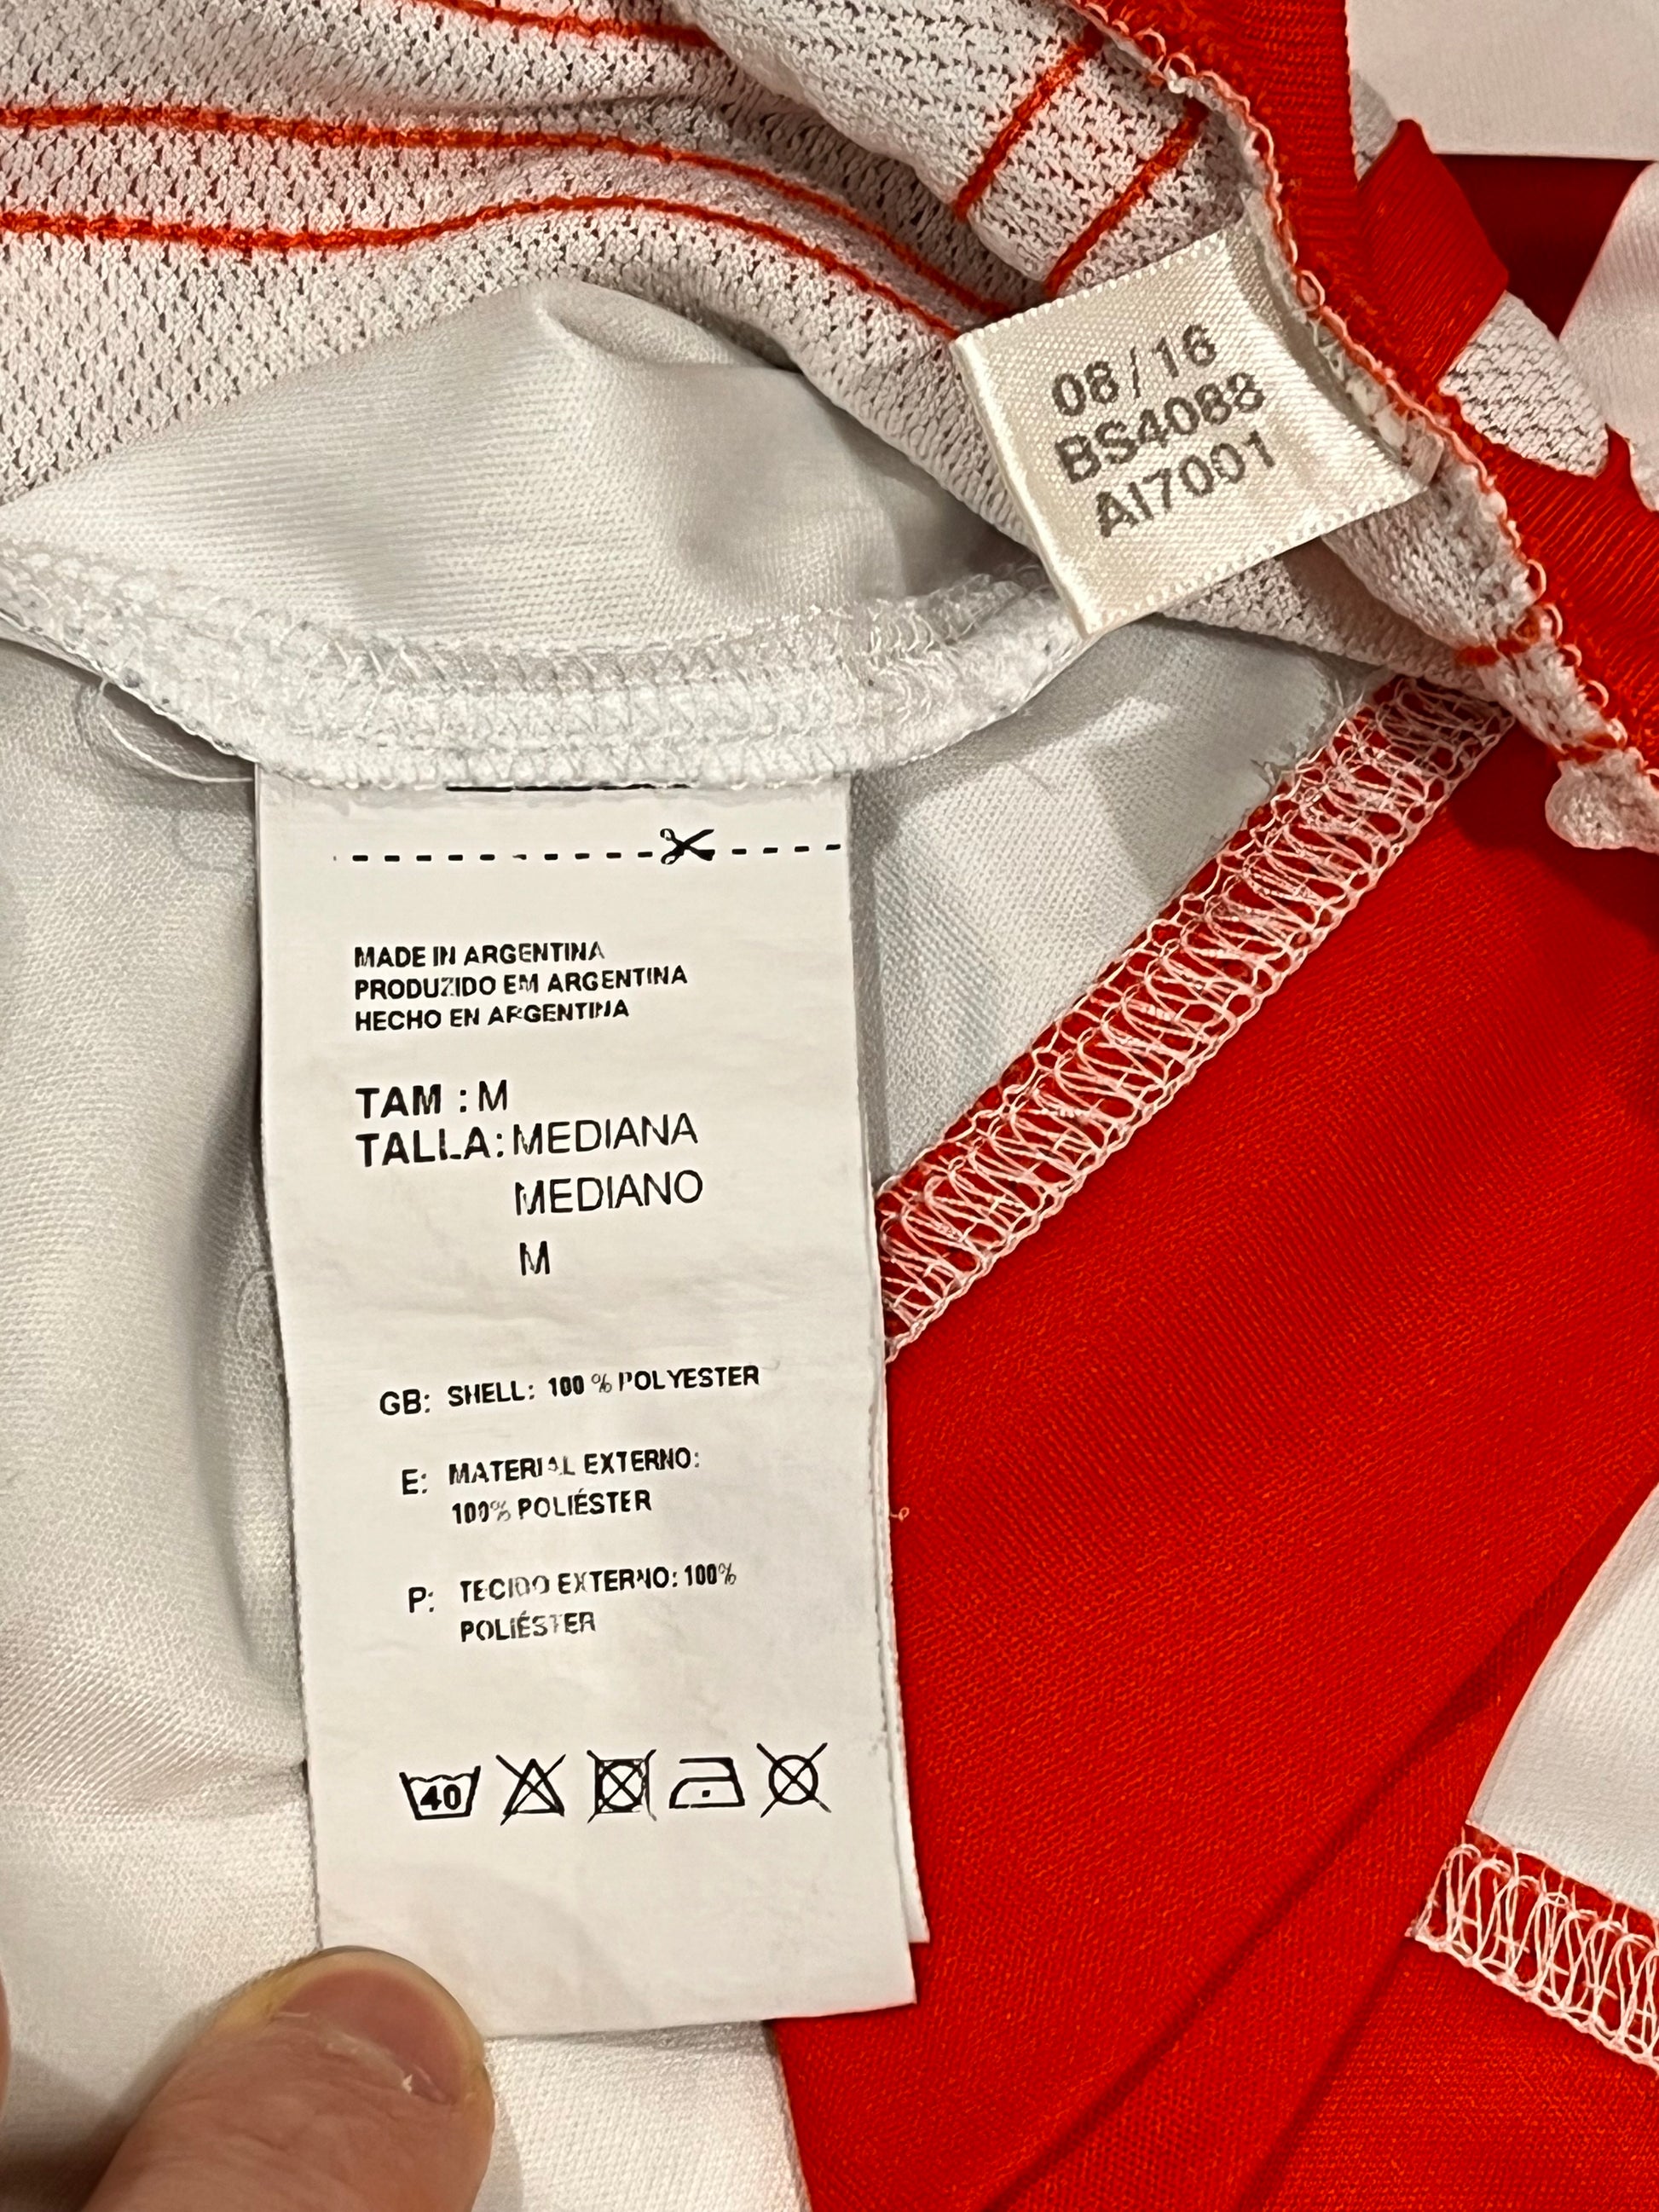 08/16
BS4088
AI7001
MADE IN ARGENTINA
PRODUZIDO EM ARGENTINA
HECHO EN ARGENTINA
TAM : M
TALLA: MEDIANA
MEDIANO
M
GB: SHELL: 100 % POLYESTER
E: MATERIAL EXTERNO:
100% POLIÉSTER
P: TECIDO EXTERNO: 100%
POLIÉSTER
40